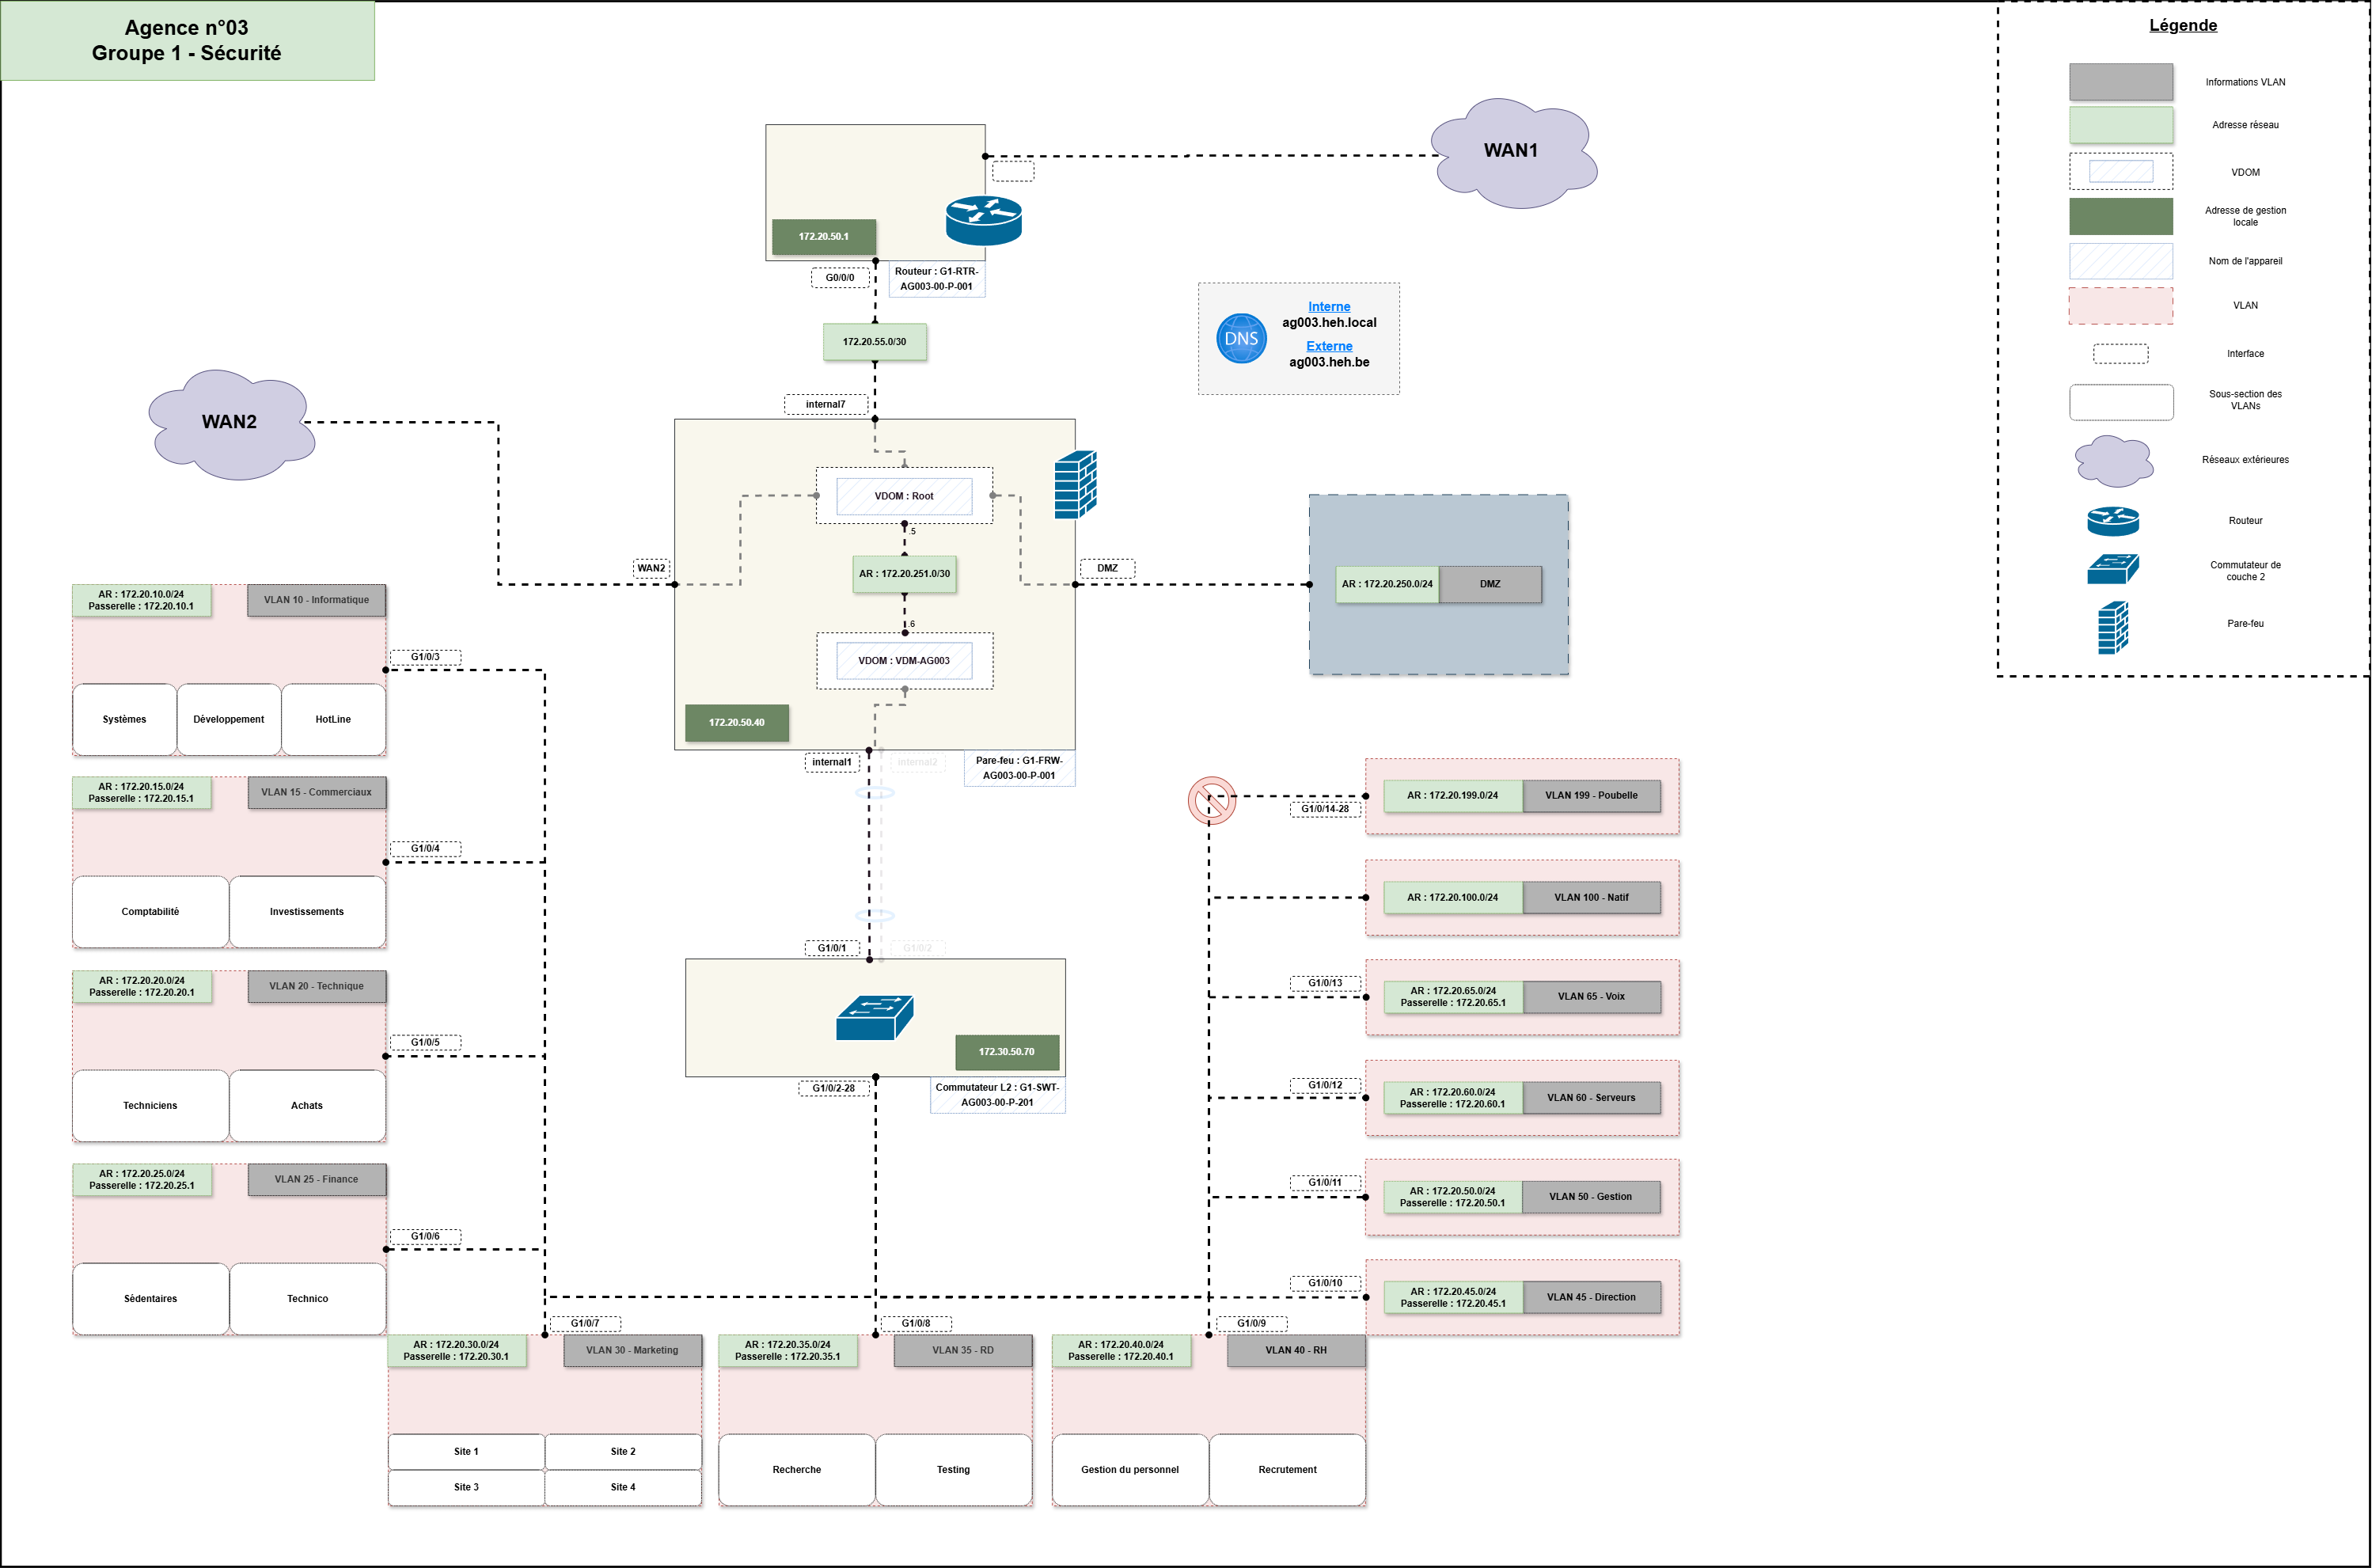 Agence n°03
Groupe 1 - Sécurité
Légende
Informations VLAN
Adresse réseau
VDOM
Adresse de gestion
locale
Nom de l'appareil
VLAN
Interface
Sous-section des
VLANs
Réseaux extérieures
Routeur
Commutateur de
couche 2
Pare-feu
WAN1
172.20.50.1
G0/0/0
Routeur : G1-RTR-
AG003-00-P-001
172.20.55.0/30
Interne
ag003.heh.local
Externe
ag003.heh.be
DNS
WAN2
internal7
VDOM : Root
.5
WAN2
AR : 172.20.251.0/30
DMZ
AR : 172.20.250.0/24
DMZ
.6
VDOM : VDM-AG003
172.20.50.40
internal1
internal2
Pare-feu : G1-FRW-
AG003-00-P-001
AR : 172.20.10.0/24
Passerelle : 172.20.10.1
VLAN 10 - Informatique
G1/0/3
Systèmes
Développement
HotLine
AR : 172.20.15.0/24
Passerelle : 172.20.15.1
VLAN 15 - Commerciaux
G1/0/4
Comptabilité
Investissements
AR : 172.20.20.0/24
Passerelle : 172.20.20.1
VLAN 20 - Technique
G1/0/5
Techniciens
Achats
AR : 172.20.25.0/24
Passerelle : 172.20.25.1
VLAN 25 - Finance
G1/0/6
Sédentaires
Technico
G1/0/1
G1/0/2
172.30.50.70
G1/0/2-28
Commutateur L2 : G1-SWT-
AG003-00-P-201
G1/0/14-28
AR : 172.20.199.0/24
VLAN 199 - Poubelle
AR : 172.20.100.0/24
VLAN 100 - Natif
G1/0/13
AR : 172.20.65.0/24
Passerelle : 172.20.65.1
VLAN 65 - Voix
G1/0/12
AR : 172.20.60.0/24
Passerelle : 172.20.60.1
VLAN 60 - Serveurs
G1/0/11
AR : 172.20.50.0/24
Passerelle : 172.20.50.1
VLAN 50 - Gestion
G1/0/10
AR : 172.20.45.0/24
Passerelle : 172.20.45.1
VLAN 45 - Direction
G1/0/7
AR : 172.20.30.0/24
Passerelle : 172.20.30.1
VLAN 30 - Marketing
Site 1
Site 2
Site 3
Site 4
G1/0/8
AR : 172.20.35.0/24
Passerelle : 172.20.35.1
VLAN 35 - RD
Recherche
Testing
G1/0/9
AR : 172.20.40.0/24
Passerelle : 172.20.40.1
VLAN 40 - RH
Gestion du personnel
Recrutement